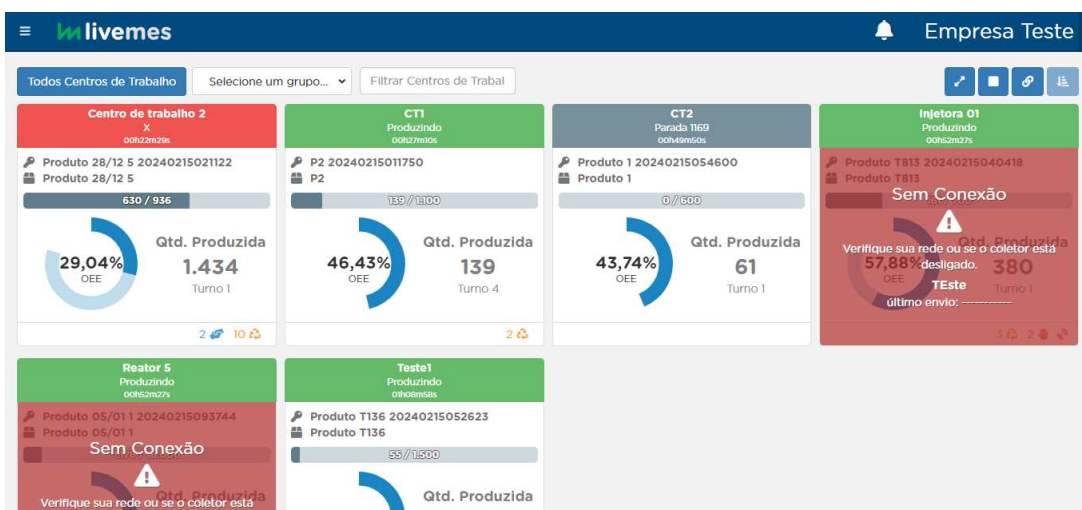 livemes
Empresa Teste
Todos Centros de Trabalho
Selecione um grupo...
Filtrar Centros de Trabal
Centro de trabalho 2
X
00h22m29s
Produto 28/12 5 20240215021122
Produto 28/12 5
630 / 936
29,04%
OEE
Qtd. Produzida
1.434
Turno 1
2
10
CT1
Produzindo
00h27m10s
P2 20240215011750
P2
139 / 1.100
46,43%
OEE
Qtd. Produzida
139
Turno 4
2
CT2
Parada 1169
00h49m50s
Produto 1 20240215054600
Produto 1
0 / 600
43,74%
OEE
Qtd. Produzida
61
Turno 1
Injetora 01
Produzindo
00h52m27s
Produto T813 20240215040418
Produto T813
Sem Conexão
Verifique sua rede ou se o coletor está
desligado.
TEste
último envio: -----------
57,88%
OEE
Qtd. Produzida
380
Turno 1
3
2
Reator 5
Produzindo
00h52m27s
Produto 05/01 1 20240215093744
Produto 05/01 1
Sem Conexão
Verifique sua rede ou se o coletor está
Qtd. Produzida
Teste1
Produzindo
01h08m58s
Produto T136 20240215052623
Produto T136
55 / 1.500
Qtd. Produzida